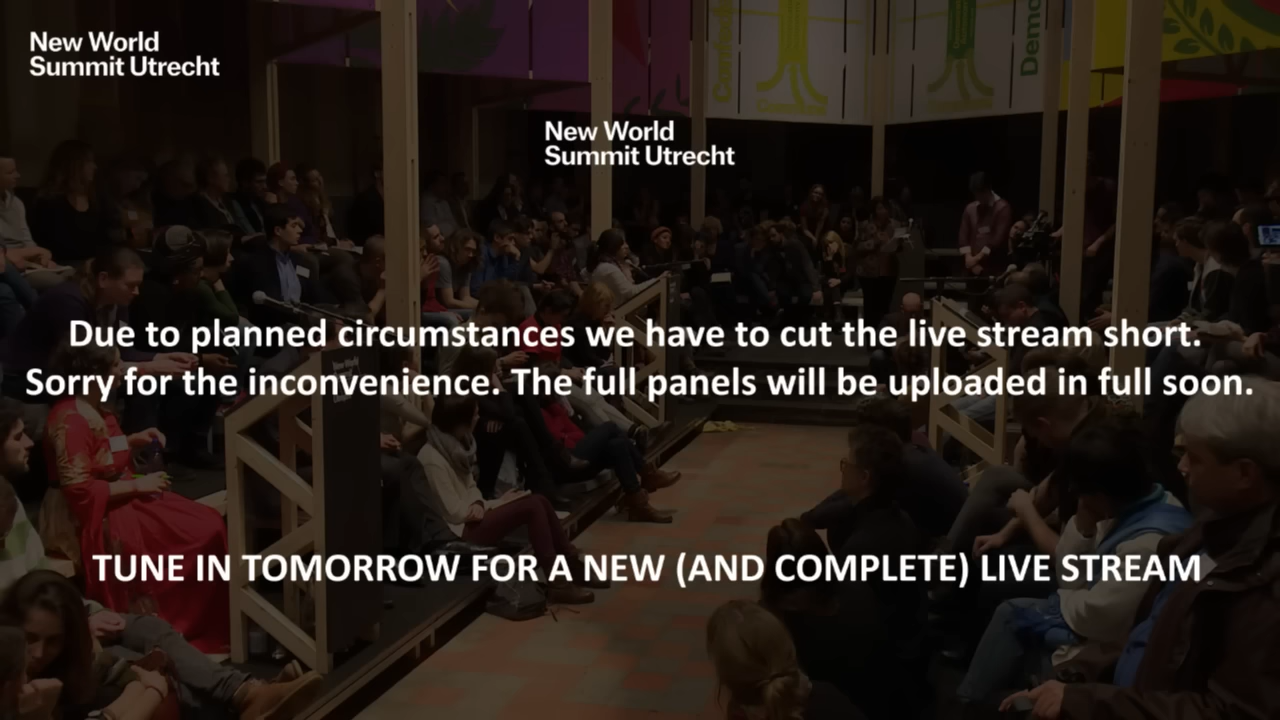 New World
Summit Utrecht
New World
Summit Utrecht
Due to planned circumstances we have to cut the live stream short.
Sorry for the inconvenience. The full panels will be uploaded in full soon.
TUNE IN TOMORROW FOR A NEW (AND COMPLETE) LIVE STREAM